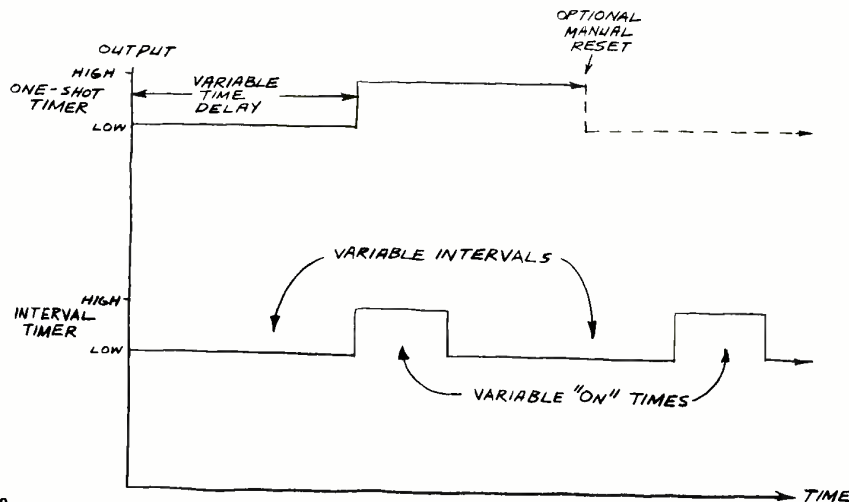 OPTIONAL
MANUAL
RESET
OUTPUT
HIGH
ONE-SHOT
TIMER
LOW
VARIABLE
TIME
DELAY
VARIABLE INTERVALS
HIGH
INTERVAL
TIMER
LOW
VARIABLE "ON" TIMES
TIME